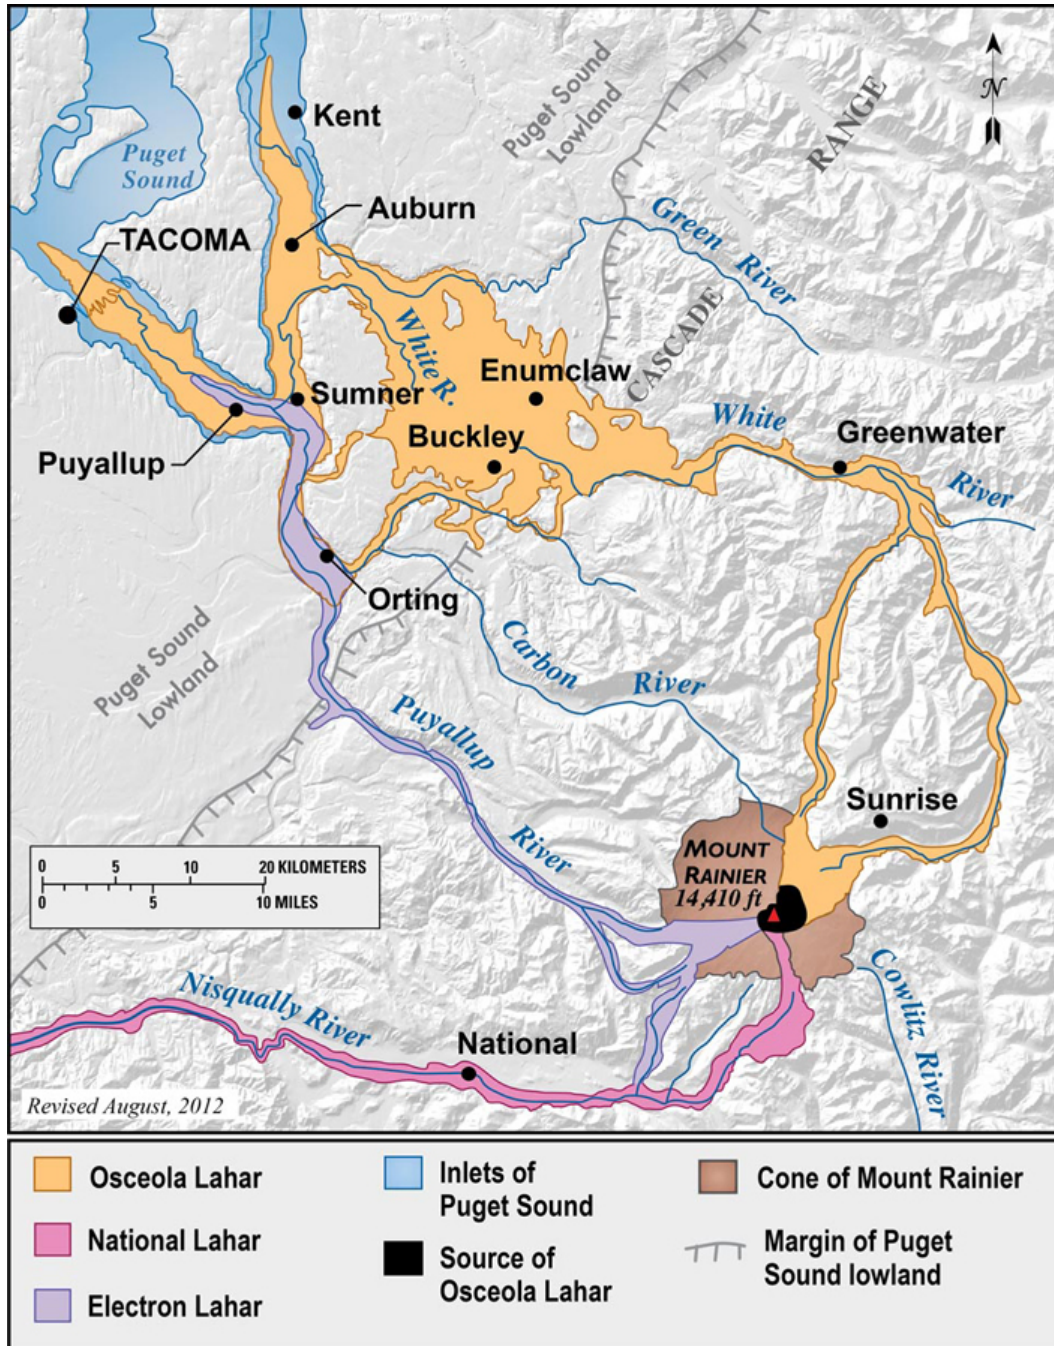 Kent
Puget Sound
Lowland
RANGE
N
Puget
Sound
Auburn
TACOMA
Green River
CASCADE
White R.
Enumclaw
Sumner
Buckley
White
River
Greenwater
Puyallup
Orting
Puget Sound
Lowland
Carbon River
Puyallup
River
Sunrise
MOUNT
RAINIER
14,410 ft
0 5 10 20 KILOMETERS
0 5 10 MILES
Cowlitz River
Nisqually River
National
Revised August, 2012
Osceola Lahar
National Lahar
Electron Lahar
Inlets of
Puget Sound
Source of
Osceola Lahar
Cone of Mount Rainier
Margin of Puget
Sound lowland